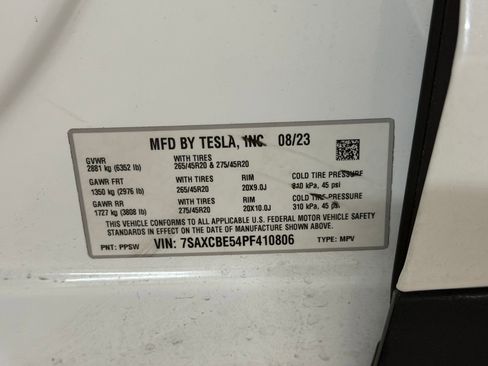 MFD BY TESLA, INC. 08/23
GVWR WITH TIRES
2881 kg (6352 lb) 265/45R20 & 275/45R20
GAWR FRT WITH TIRES RIM COLD TIRE PRESSURE
1350 kg (2976 lb) 265/45R20 20X9.0J 310 kPa, 45 psi
GAWR RR WITH TIRES RIM COLD TIRE PRESSURE
1727 kg (3808 lb) 275/45R20 20X10.0J 310 kPa, 45 psi
THIS VEHICLE CONFORMS TO ALL APPLICABLE U.S. FEDERAL MOTOR VEHICLE SAFETY
STANDARDS IN EFFECT ON THE DATE OF MANUFACTURE SHOWN ABOVE.
PNT: PPSW VIN: 7SAXCBE54PF410806 TYPE: MPV